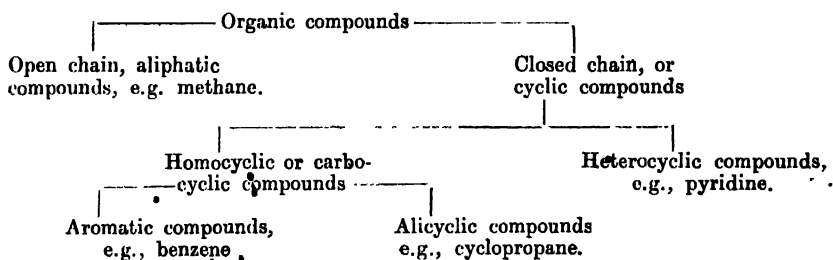 Organic compounds
Open chain, aliphatic
compounds, e.g. methane.
Closed chain, or
cyclic compounds
Homocyclic or carbo-
cyclic compounds
Heterocyclic compounds,
e.g., pyridine.
Aromatic compounds,
e.g., benzene
Alicyclic compounds
e.g., cyclopropane.